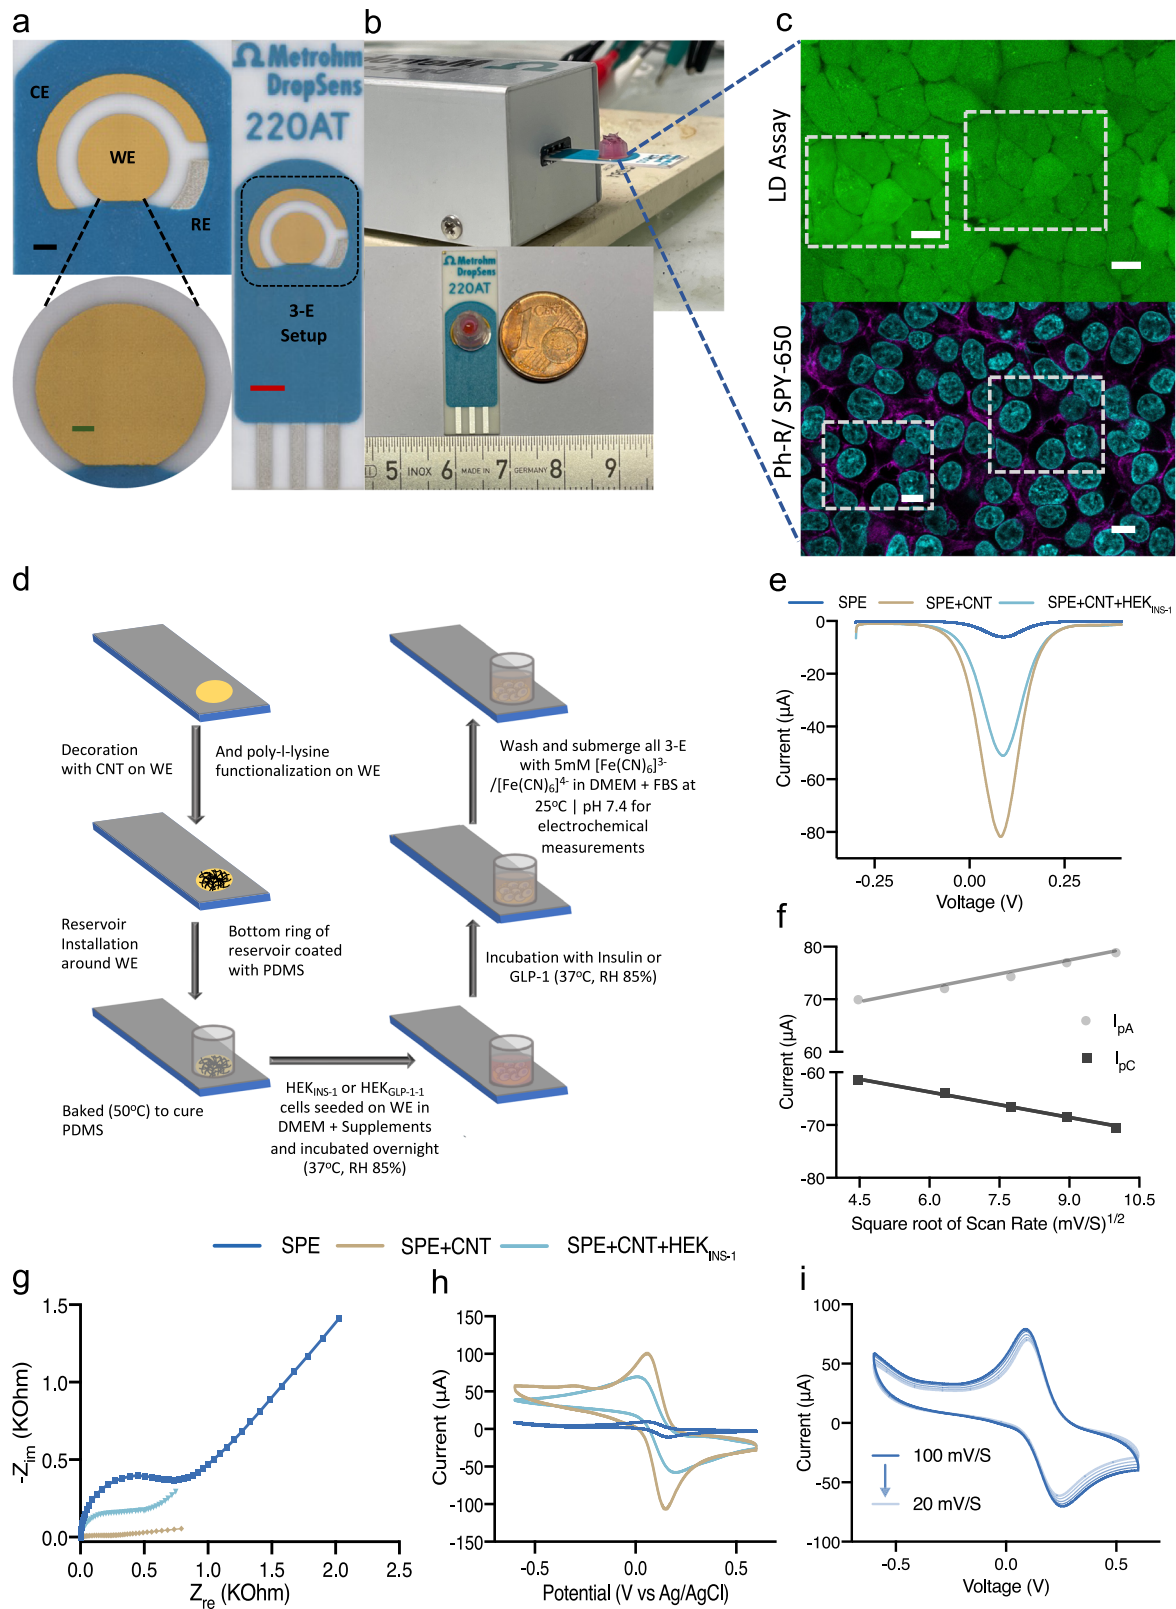 a
CE
WE
RE
Metrohm
DropSens
220AT
3-E
Setup
b
Metrohm
DropSens
220AT
5 INOX 6 MADE IN 7 GERMANY 8 9
c
LD Assay
Ph-R/ SPY-650
d
Decoration
with CNT on WE
And poly-l-lysine
functionalization on WE
Reservoir
Installation
around WE
Bottom ring of
reservoir coated
with PDMS
Baked (50°C) to cure
PDMS
HEK INS-1 or HEK GLP-1-1
cells seeded on WE in
DMEM + Supplements
and incubated overnight
(37°C, RH 85%)
Incubation with Insulin or
GLP-1 (37°C, RH 85%)
Wash and submerge all 3-E
with 5mM [Fe(CN)6]3-
/[Fe(CN)6]4- in DMEM + FBS at
25°C | pH 7.4 for
electrochemical
measurements
e
SPE SPE+CNT SPE+CNT+HEK INS-1
0
-20
-40
-60
-80
Current (µA)
-0.25 0.00 0.25
Voltage (V)
f
80
70
60
-60
-70
-80
Current (µA)
IpA
IpC
4.5 6.0 7.5 9.0 10.5
Square root of Scan Rate (mV/S)1/2
SPE SPE+CNT SPE+CNT+HEK INS-1
g
1.5
1.0
0.5
0.0
-Zim (KOhm)
0.0 0.5 1.0 1.5 2.0 2.5
Zre (KOhm)
h
150
100
50
0
-50
-100
-150
Current (µA)
-0.5 0.0 0.5
Potential (V vs Ag/AgCl)
i
100
50
0
-50
-100
Current (µA)
100 mV/S
20 mV/S
-0.5 0.0 0.5
Voltage (V)